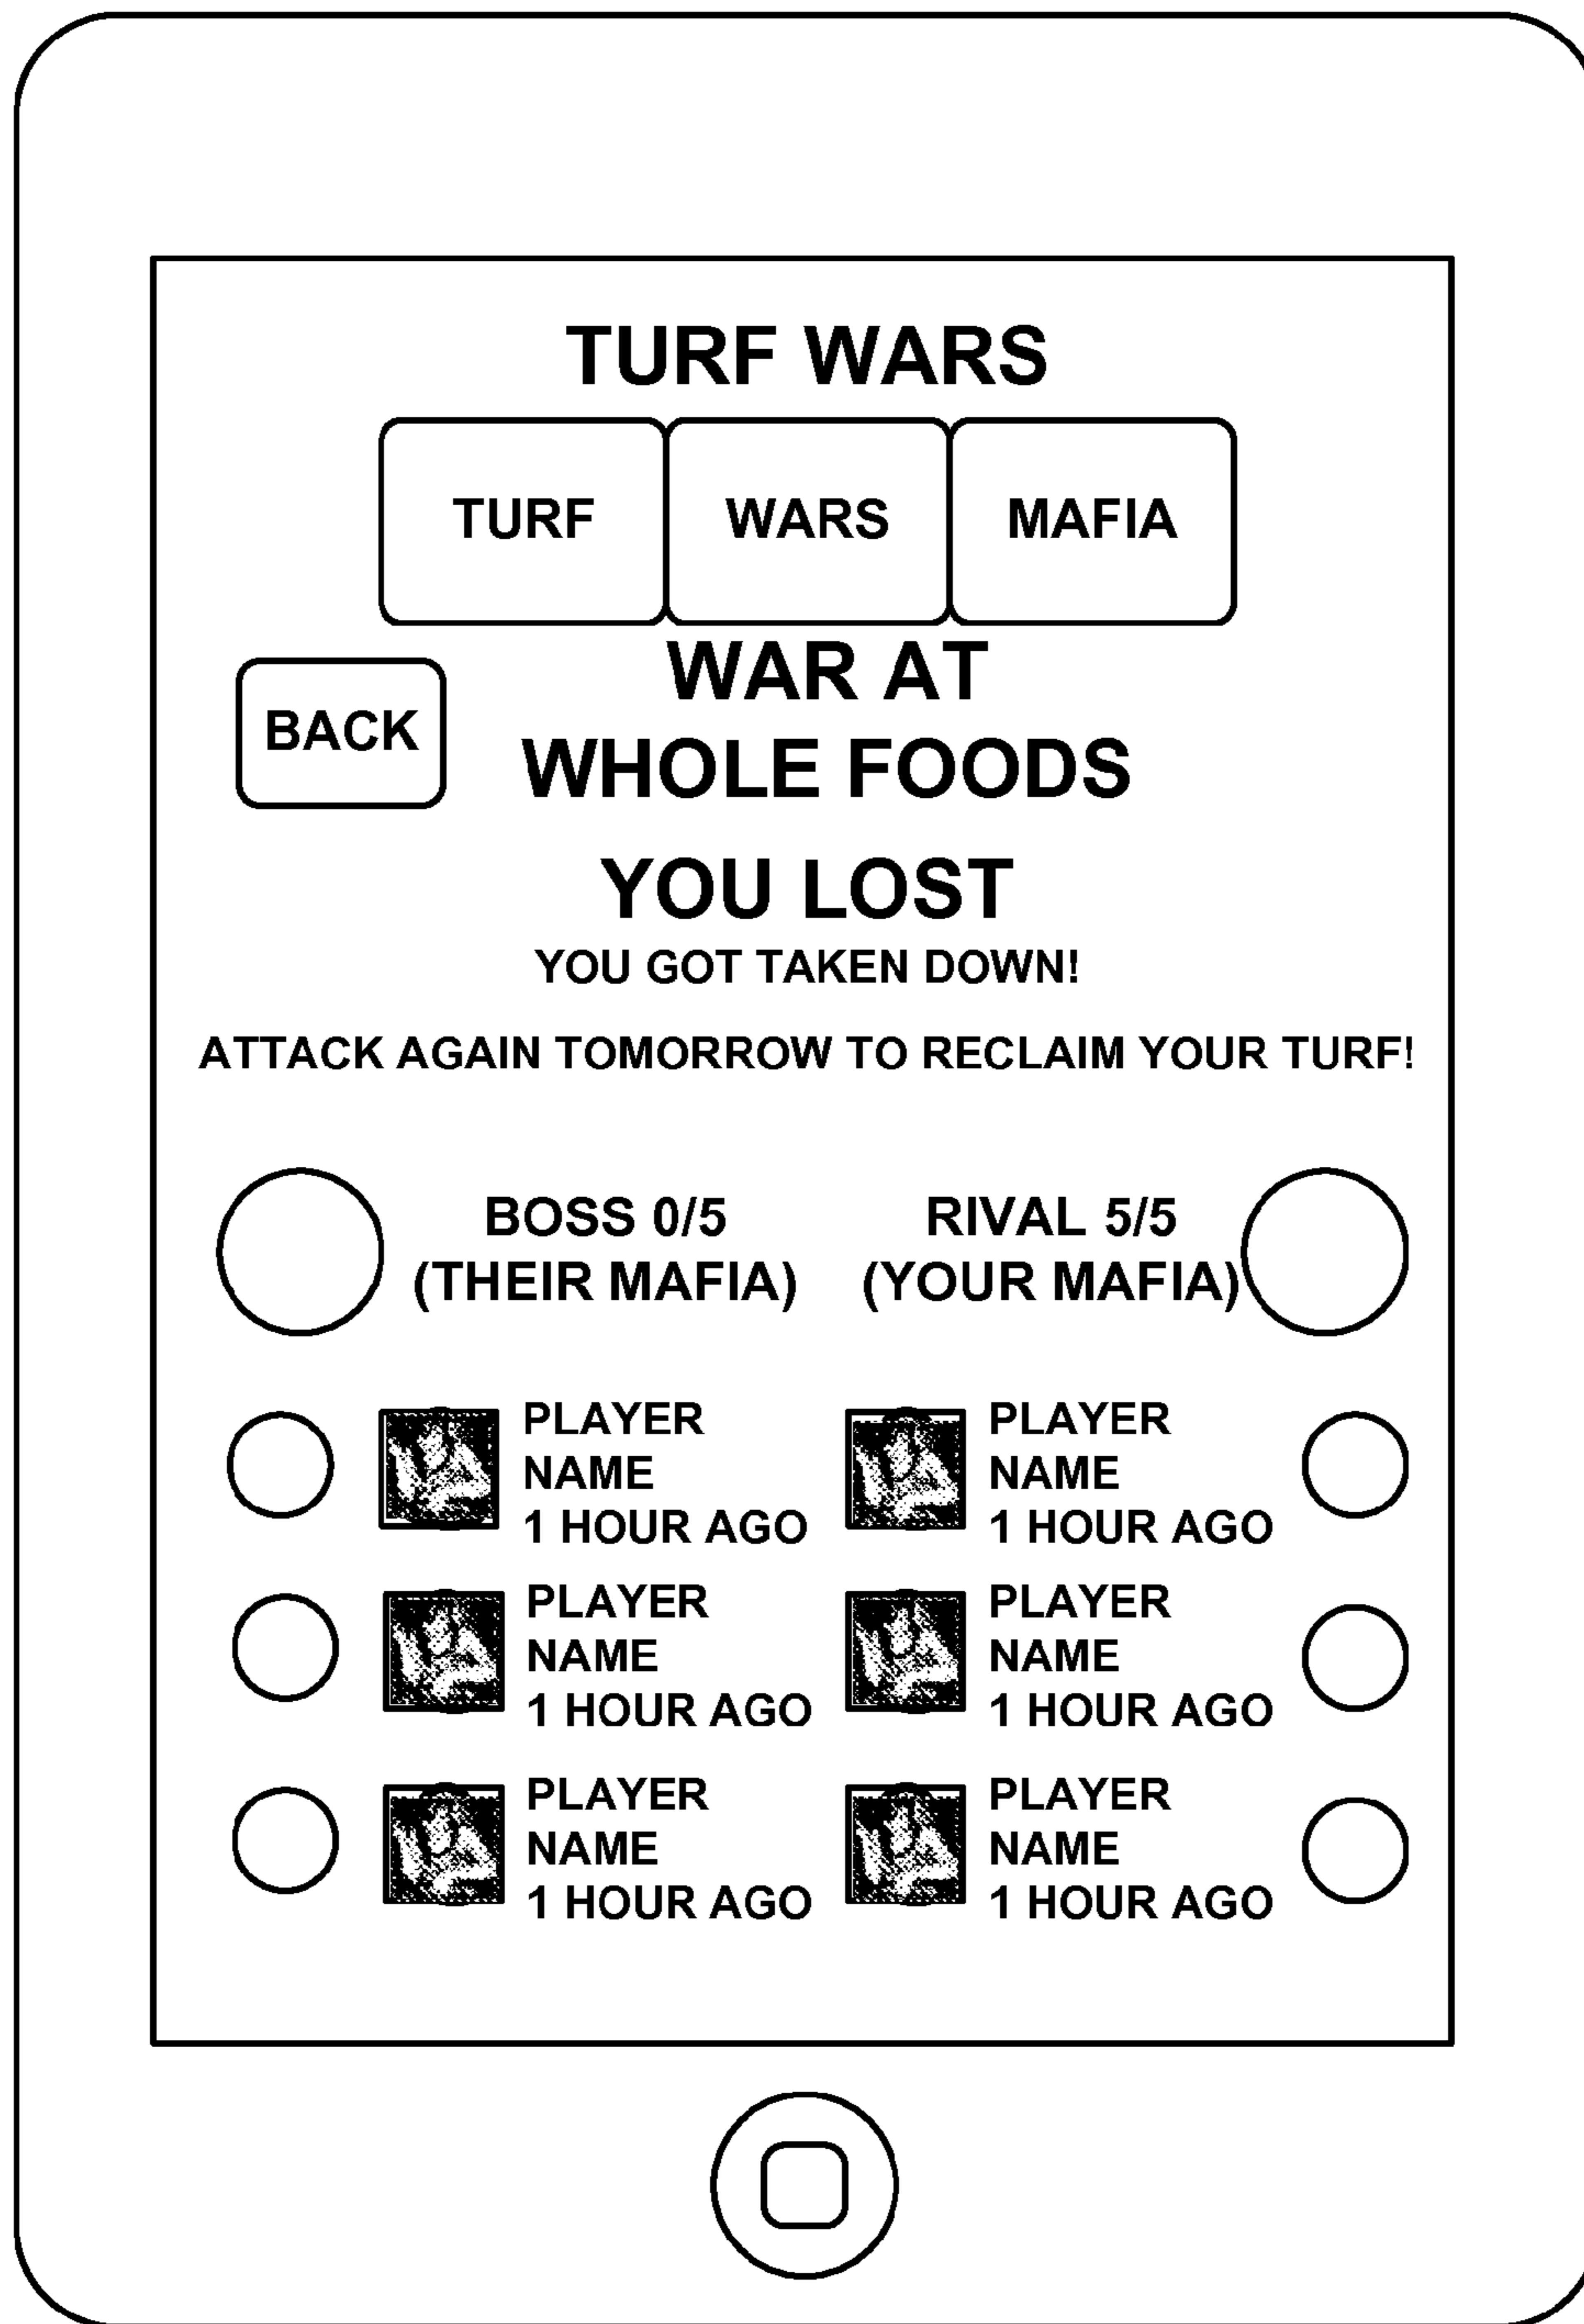 TURF WARS
TURF WARS MAFIA
WAR AT
BACK
WHOLE FOODS
YOU LOST
YOU GOT TAKEN DOWN!
ATTACK AGAIN TOMORROW TO RECLAIM YOUR TURF!
BOSS 0/5
(THEIR MAFIA)
RIVAL 5/5
(YOUR MAFIA)
PLAYER
NAME
1 HOUR AGO
PLAYER
NAME
1 HOUR AGO
PLAYER
NAME
1 HOUR AGO
PLAYER
NAME
1 HOUR AGO
PLAYER
NAME
1 HOUR AGO
PLAYER
NAME
1 HOUR AGO